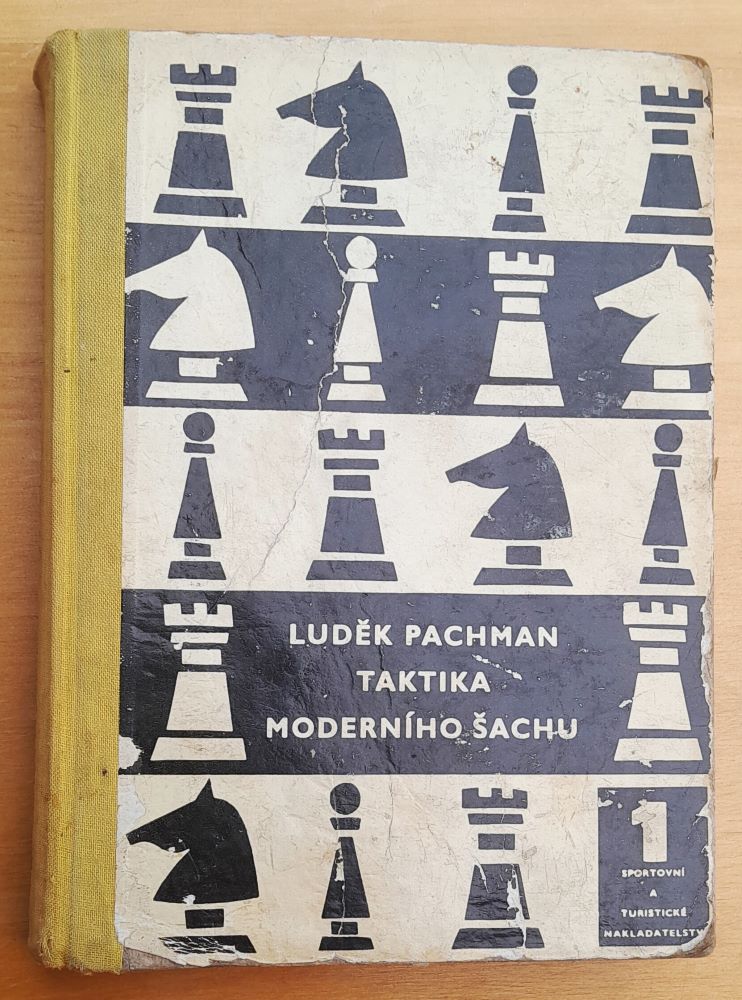 LUDĚK PACHMAN
TAKTIKA
MODERNÍHO ŠACHU
1
SPORTOVNÍ
A
TURISTICKÉ
NAKLADATELSTVÍ